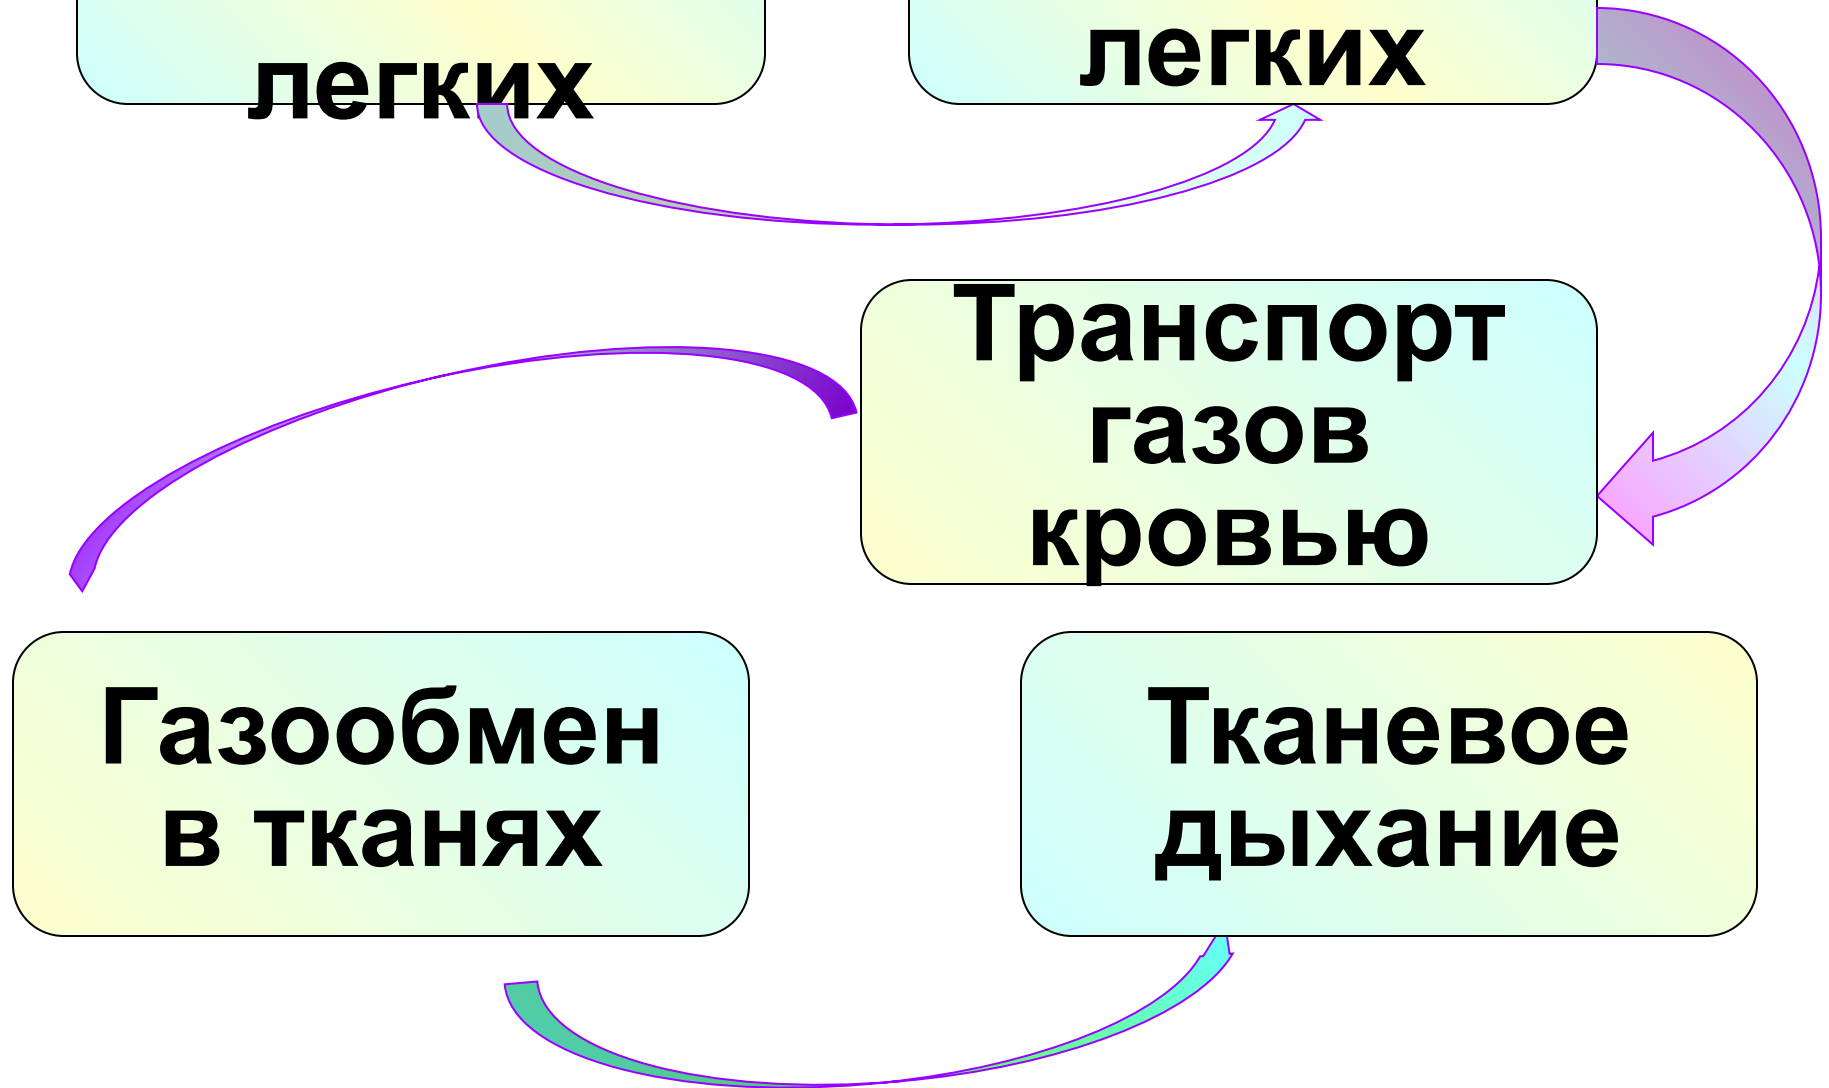 легких
легких
Транспорт
газов
кровью
Газообмен
в тканях
Тканевое
дыхание